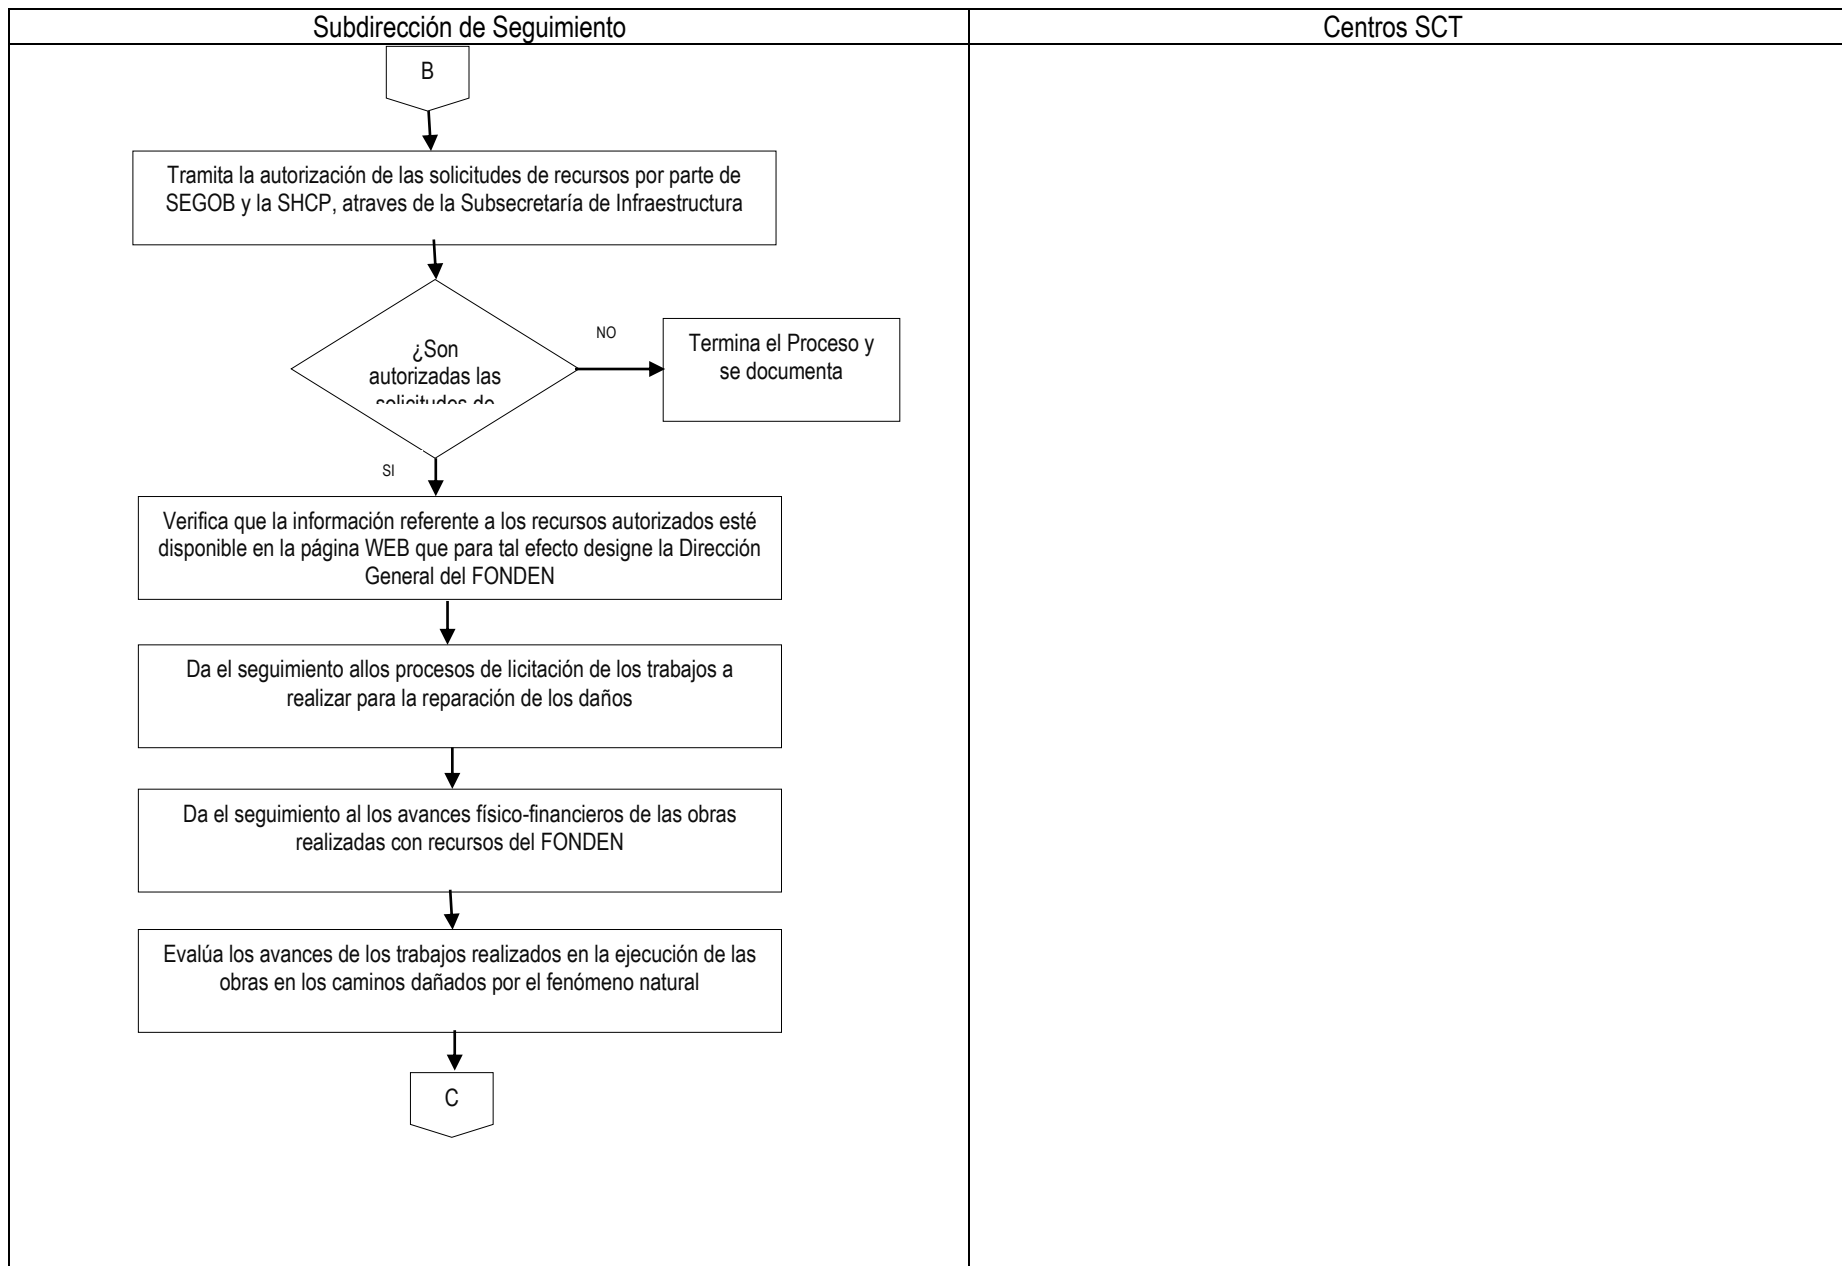 Subdirección de Seguimiento
Centros SCT
B
Tramita la autorización de las solicitudes de recursos por parte de
SEGOB y la SHCP, atraves de la Subsecretaría de Infraestructura
¿Son
autorizadas las
solicitudes de
NO
Termina el Proceso y
se documenta
SI
Verifica que la información referente a los recursos autorizados esté
disponible en la página WEB que para tal efecto designe la Dirección
General del FONDEN
Da el seguimiento allos procesos de licitación de los trabajos a
realizar para la reparación de los daños
Da el seguimiento al los avances físico-financieros de las obras
realizadas con recursos del FONDEN
Evalúa los avances de los trabajos realizados en la ejecución de las
obras en los caminos dañados por el fenómeno natural
C